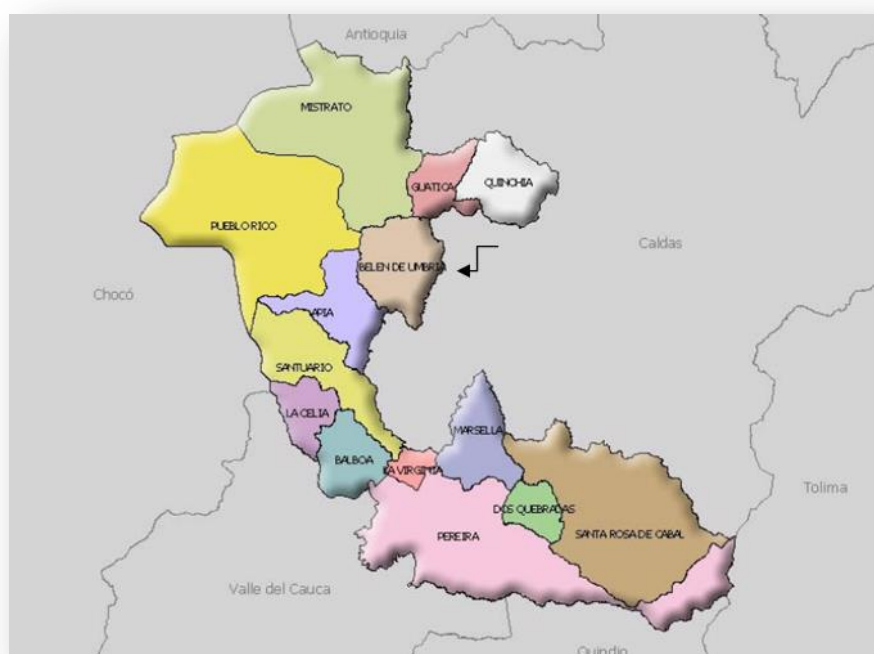 Antioquia
MISTRATO
GUATICA
QUINCHIA
PUEBLO RICO
Caldas
BELEN DE UMBRIA
Chocó
APIA
SANTUARIO
LA CELIA
MARSELLA
BALBOA
LA VIRGINIA
Tolima
DOS QUEBRADAS
PEREIRA
SANTA ROSA DE CABAL
Valle del Cauca
Quindío